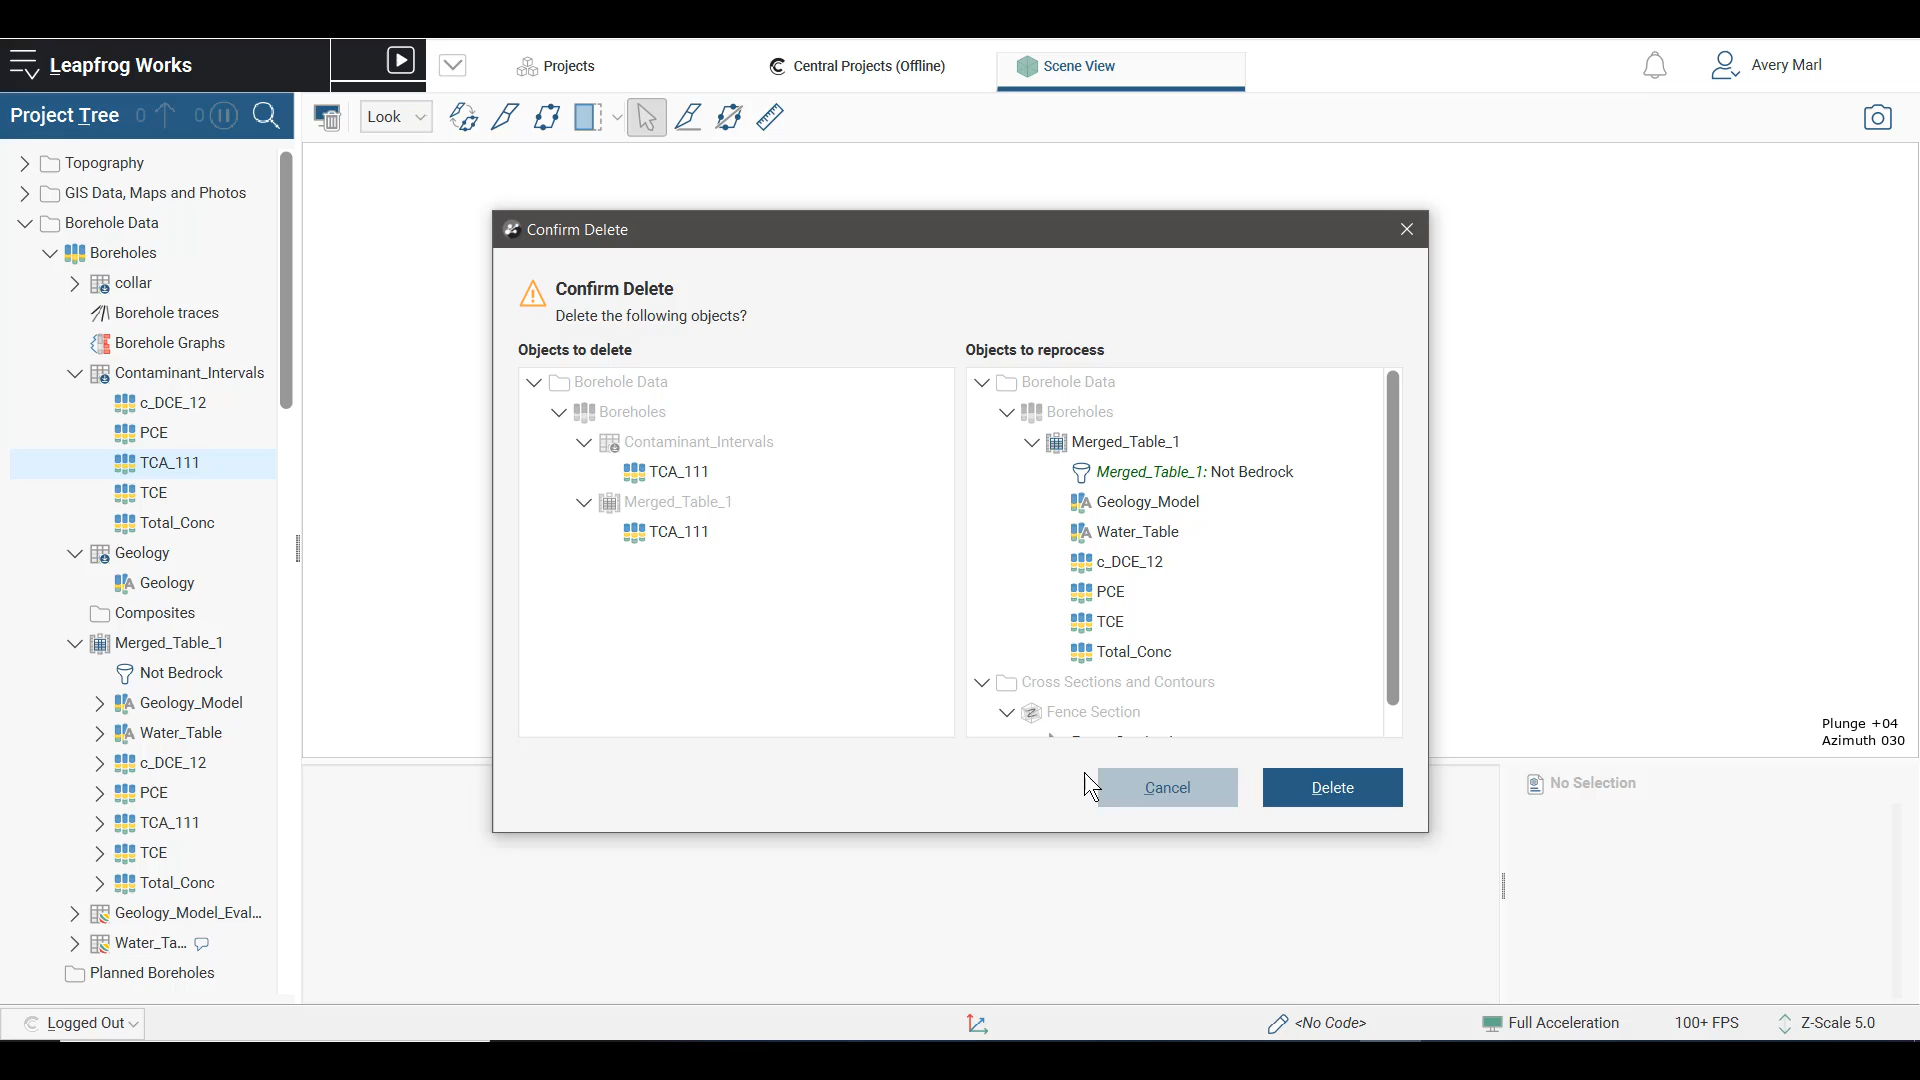 Leapfrog Works
Projects
Central Projects (Offline)
Scene View
Avery Marl
Project Tree 0 0
Look
Topography
GIS Data, Maps and Photos
Borehole Data
Boreholes
collar
Borehole traces
Borehole Graphs
Contaminant_Intervals
c_DCE_12
PCE
TCA_111
TCE
Total_Conc
Geology
Geology
Composites
Merged_Table_1
Not Bedrock
Geology_Model
Water_Table
c_DCE_12
PCE
TCA_111
TCE
Total_Conc
Geology_Model_Eval...
Water_Ta...
Planned Boreholes
Confirm Delete
Confirm Delete
Delete the following objects?
Objects to delete
Borehole Data
Boreholes
Contaminant_Intervals
TCA_111
Merged_Table_1
TCA_111
Objects to reprocess
Borehole Data
Boreholes
Merged_Table_1
Merged_Table_1: Not Bedrock
Geology_Model
Water_Table
c_DCE_12
PCE
TCE
Total_Conc
Cross Sections and Contours
Fence Section
Cancel
Delete
Plunge +04
Azimuth 030
No Selection
Logged Out
<No Code>
Full Acceleration
100+ FPS
Z-Scale 5.0